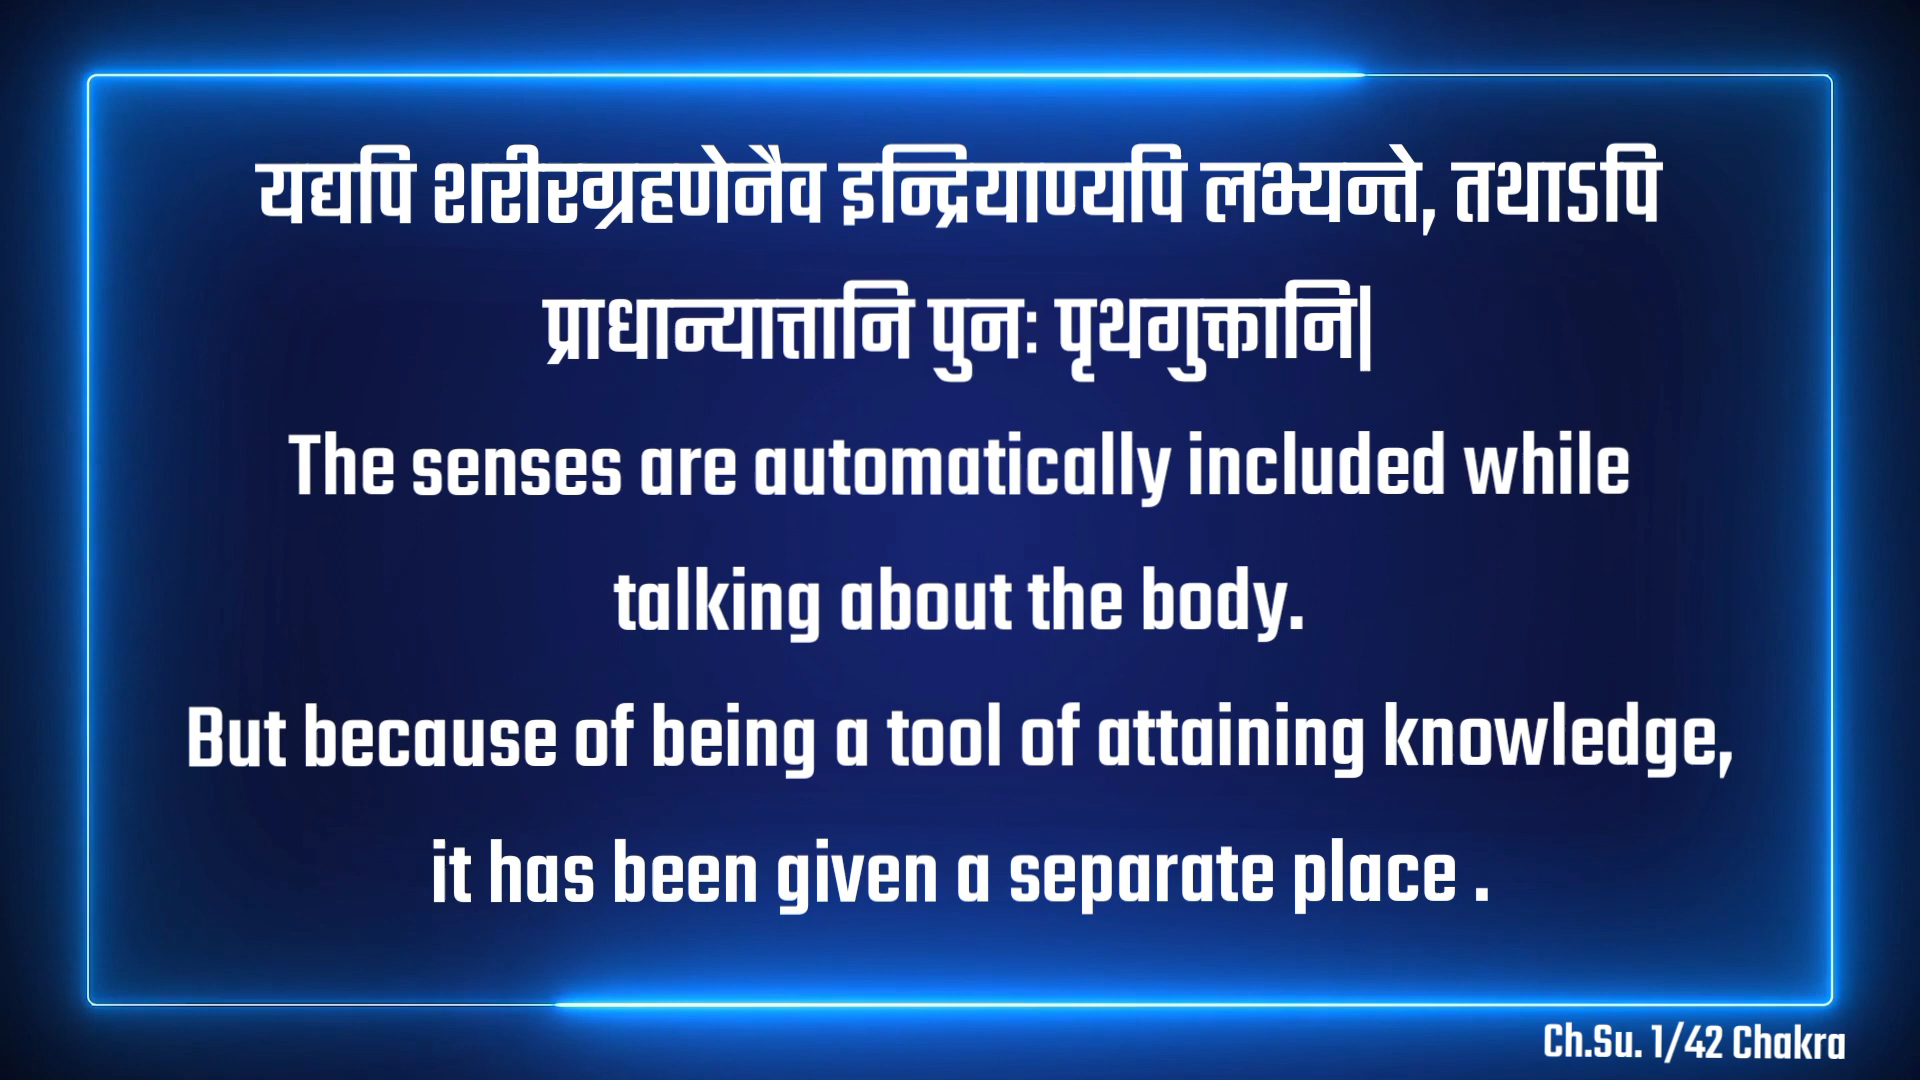 यद्यपि शरीरग्रहणेनैव इन्द्रियाण्यपि लभ्यन्ते, तथाऽपि
प्राधान्यात्तानि पुनः पृथगुक्तानि|
The senses are automatically included while
talking about the body.
But because of being a tool of attaining knowledge,
it has been given a separate place .
Ch.Su. 1/42 Chakra